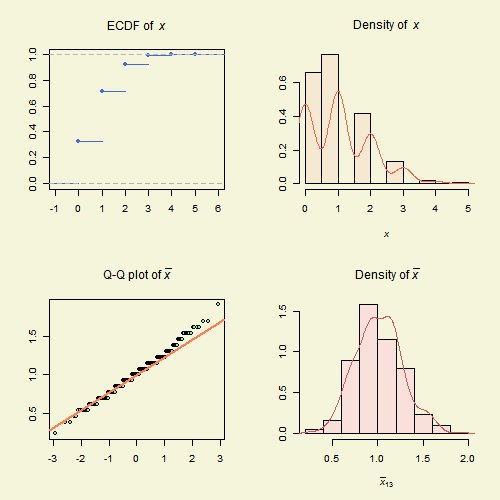 ECDF of x
Density of x
0.0 0.2 0.4 0.6 0.8 1.0
-1 0 1 2 3 4 5 6
0.0 0.2 0.4 0.6
0 1 2 3 4 5
x
Q-Q plot of x̅
Density of x̅
0.5 1.0 1.5
-3 -2 -1 0 1 2 3
0.0 0.5 1.0 1.5
0.5 1.0 1.5 2.0
x̅₁₃